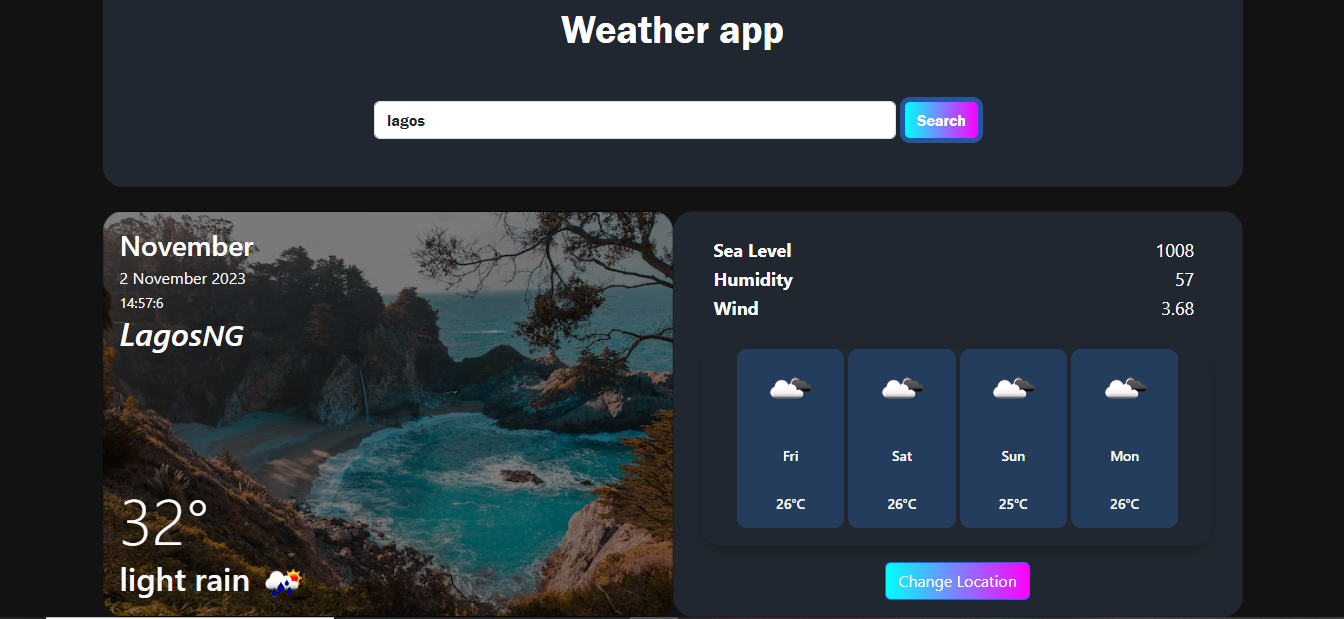 Weather app
lagos
Search
November
2 November 2023
14:57:6
LagosNG
32°
light rain
Sea Level 1008
Humidity 57
Wind 3.68
Fri Sat Sun Mon
26°C 26°C 25°C 26°C
Change Location